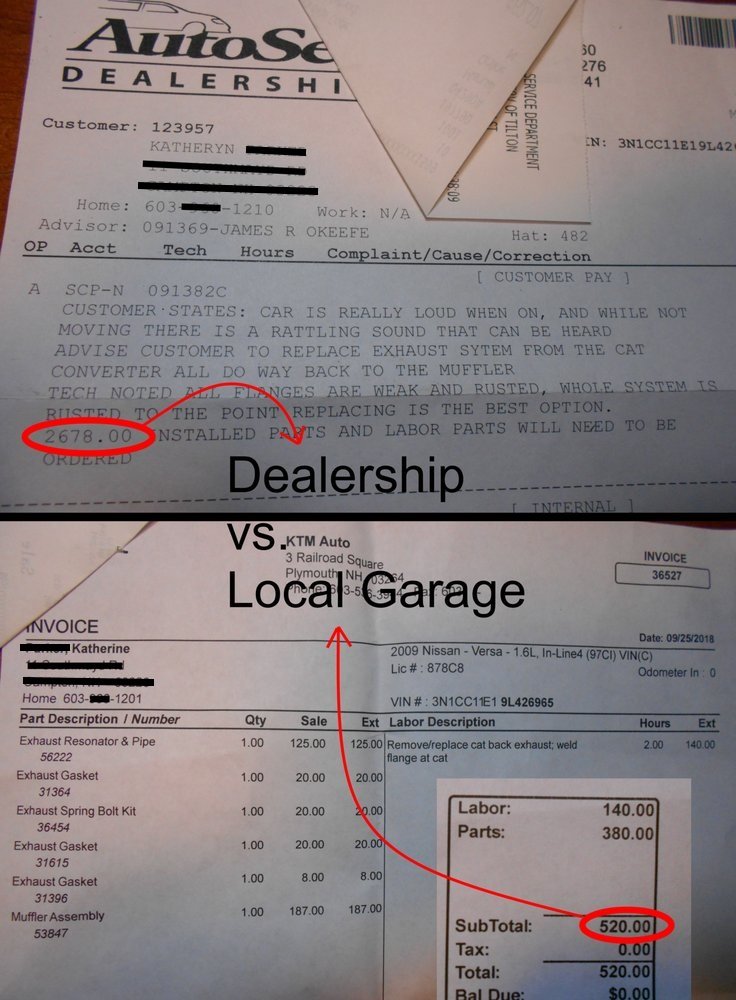 AutoSe
DEALERSHI
60
276
41
SERVICE DEPARTMENT
OF TILTON
IN: 3N1CC11E19L42
Customer: 123957
KATHERYN
Home: 603- -1210 Work: N/A
Advisor: 091369-JAMES R OKEEFE
Hat: 482
OP Acct Tech Hours Complaint/Cause/Correction
[ CUSTOMER PAY ]
A SCP-N 091382C
CUSTOMER STATES: CAR IS REALLY LOUD WHEN ON, AND WHILE NOT
MOVING THERE IS A RATTLING SOUND THAT CAN BE HEARD
ADVISE CUSTOMER TO REPLACE EXHAUST SYTEM FROM THE CAT
CONVERTER ALL DO WAY BACK TO THE MUFFLER
TECH NOTED ALL FLANGES ARE WEAK AND RUSTED, WHOLE SYSTEM IS
RUSTED TO THE POINT REPLACING IS THE BEST OPTION.
2678.00 INSTALLED PARTS AND LABOR PARTS WILL NEED TO BE
ORDERED
[ INTERNAL ]
Dealership
vs.
Local Garage
KTM Auto
3 Railroad Square
Plymouth, NH 03264
INVOICE
36527
INVOICE
Date: 09/25/2018
Katherine
Home 603- -1201
2009 Nissan - Versa - 1.6L, In-Line4 (97CI) VIN(C)
Lic # : 878C8
Odometer In : 0
VIN # : 3N1CC11E1 9L426965
Part Description / Number Qty Sale Ext Labor Description Hours Ext
Exhaust Resonator & Pipe 1.00 125.00 125.00 Remove/replace cat back exhaust; weld 2.00 140.00
56222 flange at cat
Exhaust Gasket 1.00 20.00 20.00
31364
Exhaust Spring Bolt Kit 1.00 20.00 20.00
36454
Exhaust Gasket 1.00 20.00 20.00
31615
Exhaust Gasket 1.00 8.00 8.00
31396
Muffler Assembly 1.00 187.00 187.00
53847
Labor: 140.00
Parts: 380.00
SubTotal: 520.00
Tax: 0.00
Total: 520.00
Bal Due: $0.00